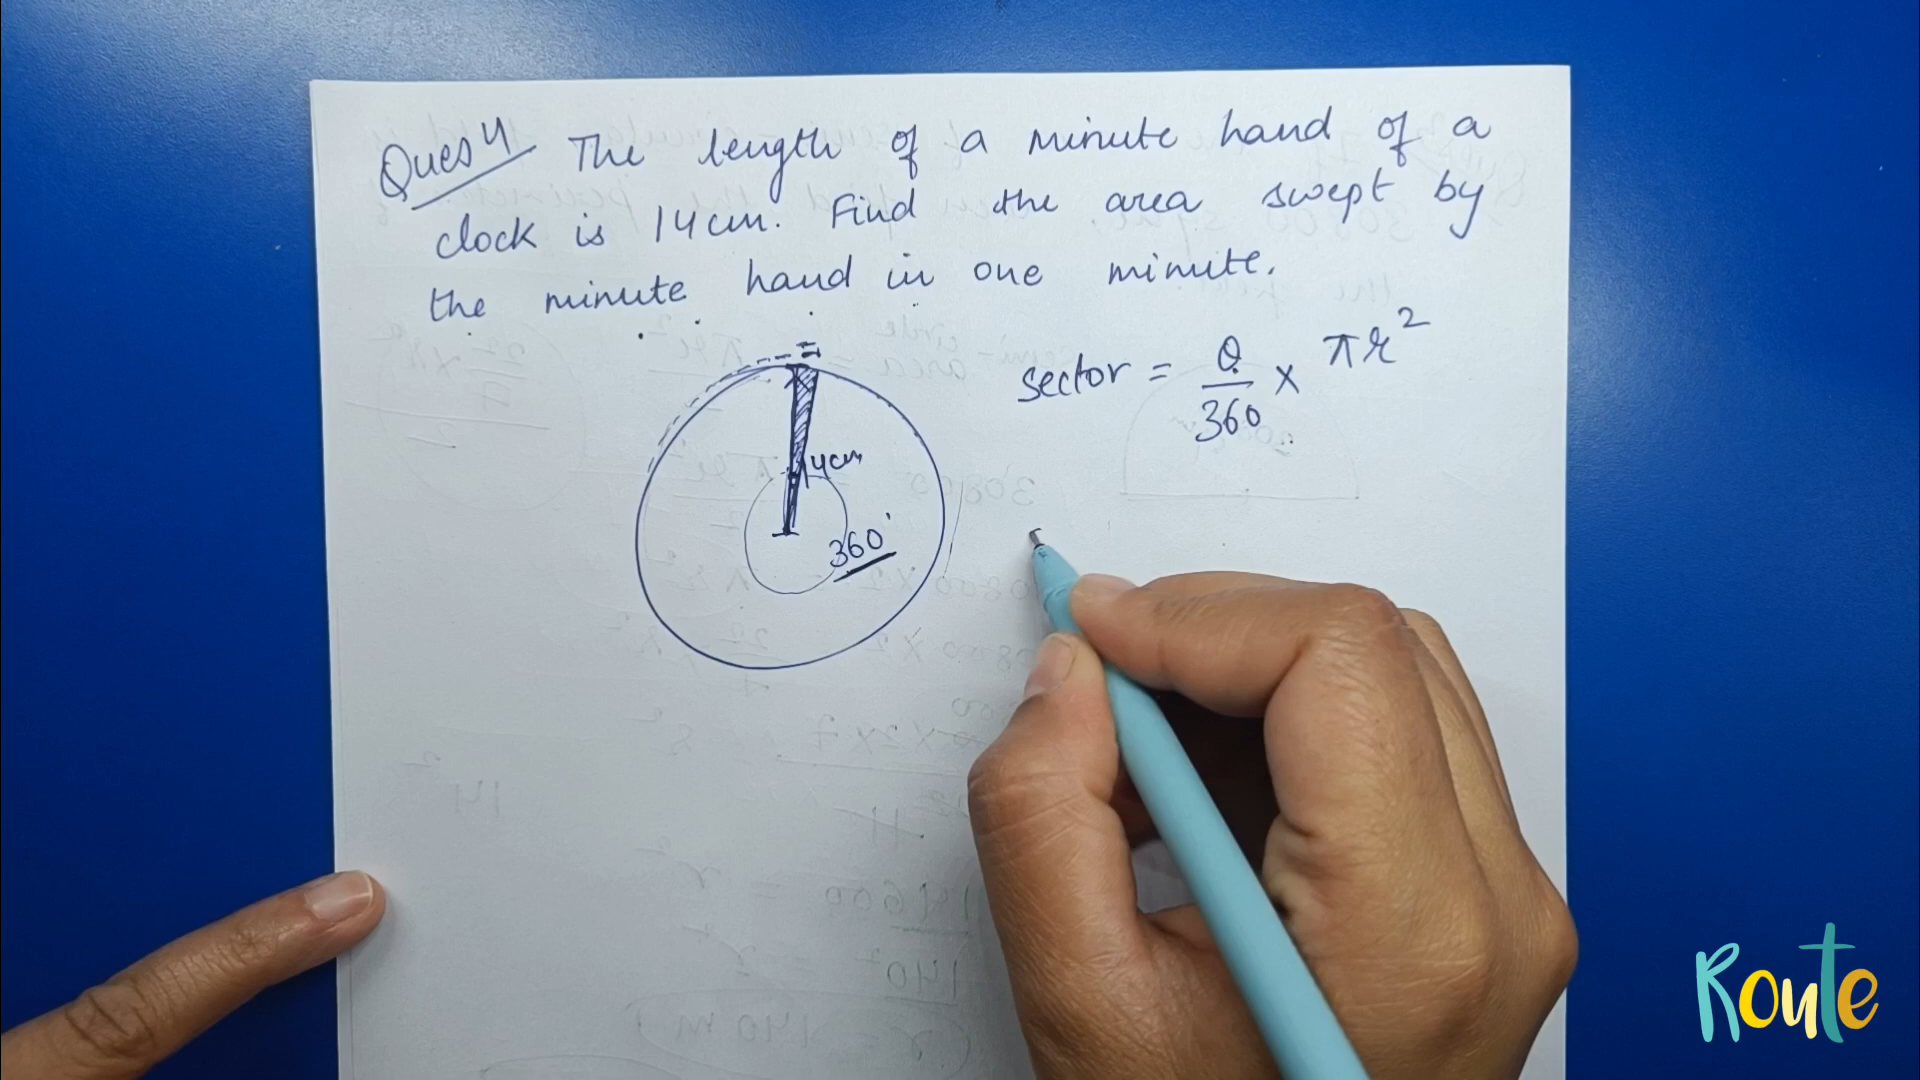 Ques 4 The length of a minute hand of a
clock is 14cm. Find the area swept by
the minute hand in one minute.
sector = θ/360 × πr²
14cm
360°
Route